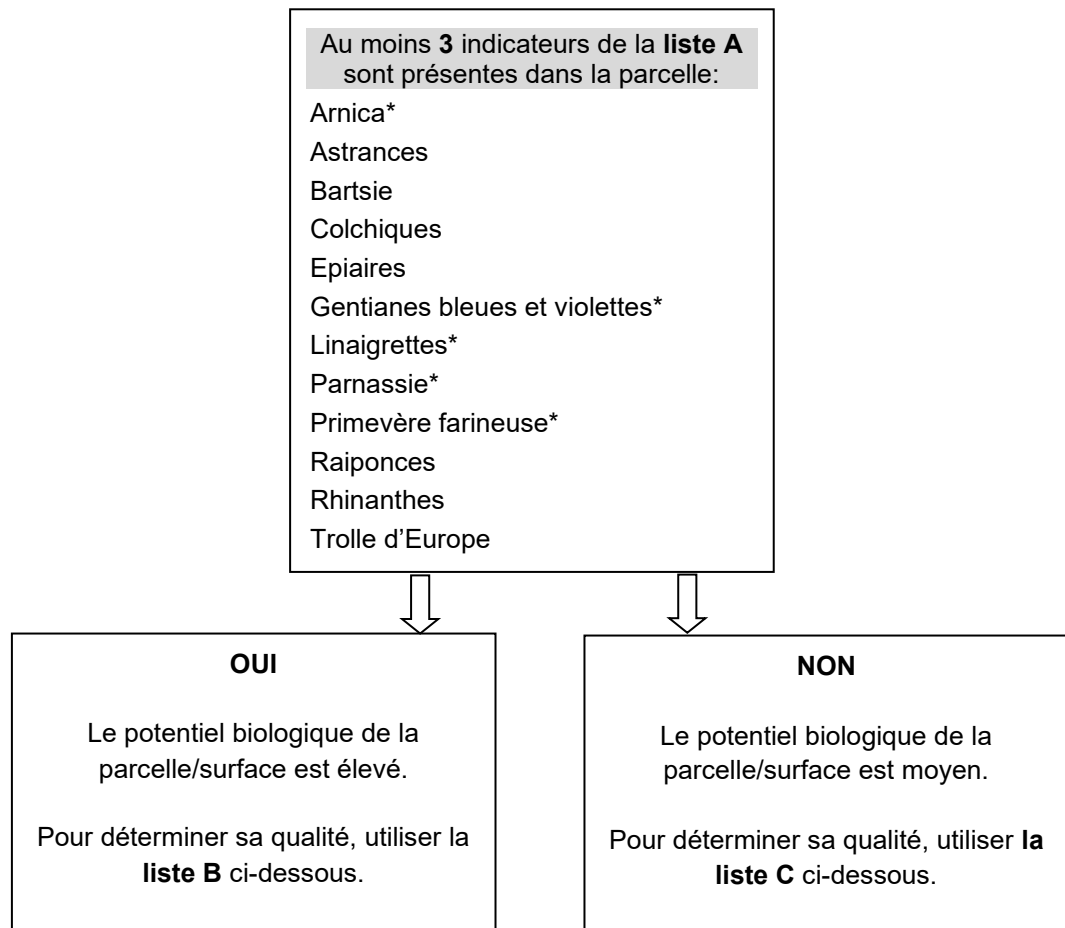 Au moins 3 indicateurs de la liste A
sont présentes dans la parcelle:
Arnica*
Astrances
Bartsie
Colchiques
Epiaires
Gentianes bleues et violettes*
Linaigrettes*
Parnassie*
Primevère farineuse*
Raiponces
Rhinanthes
Trolle d’Europe
OUI
Le potentiel biologique de la
parcelle/surface est élevé.
Pour déterminer sa qualité, utiliser la
liste B ci-dessous.
NON
Le potentiel biologique de la
parcelle/surface est moyen.
Pour déterminer sa qualité, utiliser la
liste C ci-dessous.